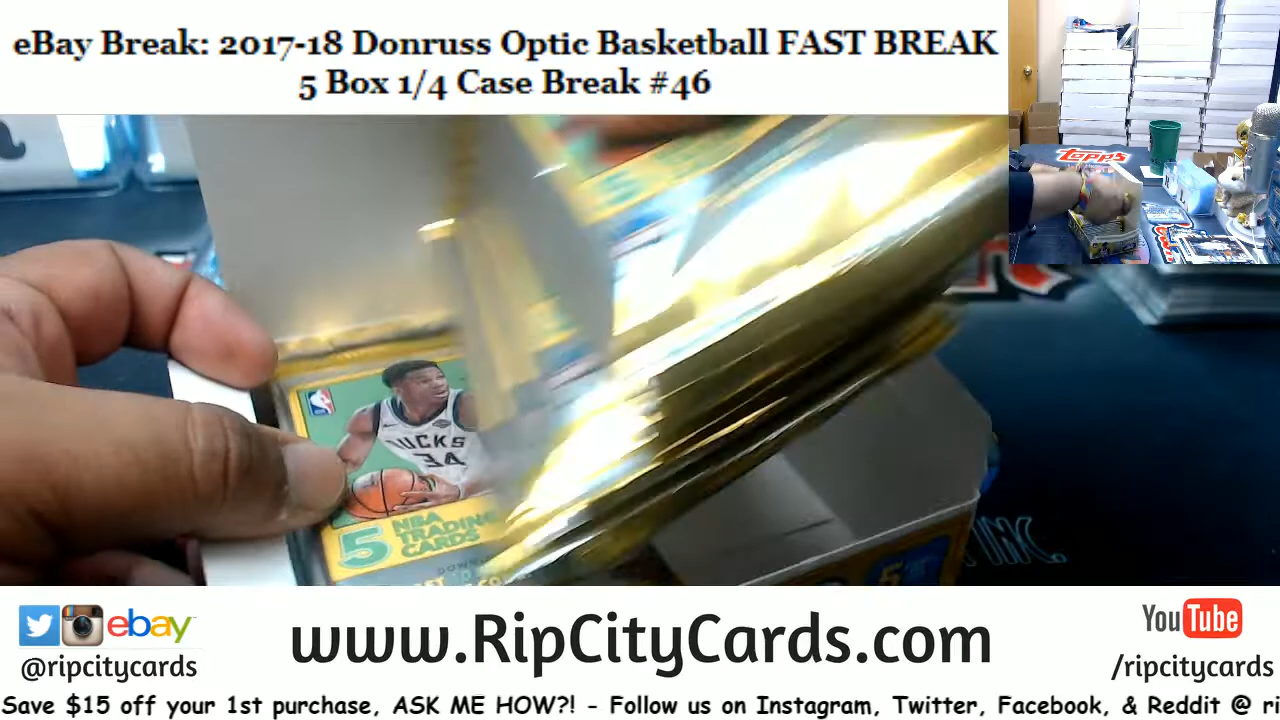 eBay Break: 2017-18 Donruss Optic Basketball FAST BREAK
5 Box 1/4 Case Break #46
Topps
BUCKS
34
5 NBA
TRADING
CARDS
ebay
@ripcitycards
www.RipCityCards.com
YouTube
/ripcitycards
Save $15 off your 1st purchase, ASK ME HOW?! - Follow us on Instagram, Twitter, Facebook, & Reddit @ ri